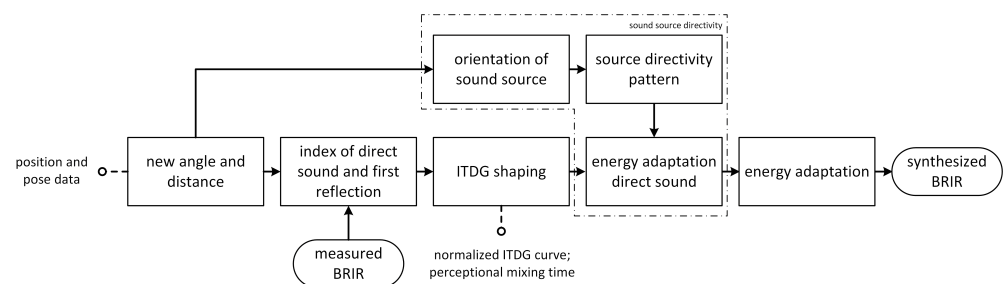 sound source directivity
orientation of
sound source
source directivity
pattern
position and
pose data
new angle and
distance
index of direct
sound and first
reflection
ITDG shaping
energy adaptation
direct sound
energy adaptation
synthesized
BRIR
measured
BRIR
normalized ITDG curve;
perceptional mixing time